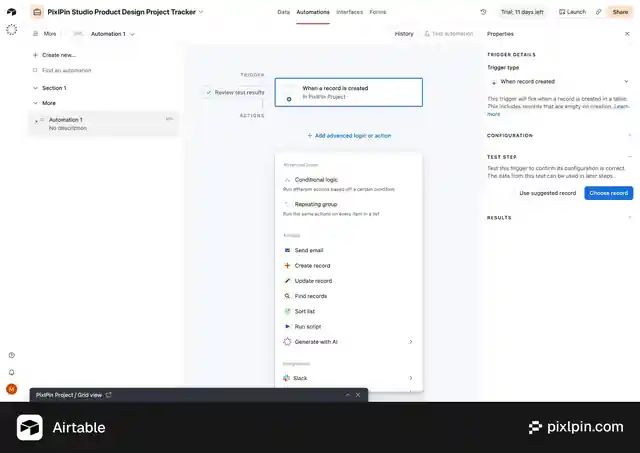 PixlPin Studio Product Design Project Tracker
Data
Automations
Interfaces
Forms
Trial: 11 days left
Launch
Share
More
Automation 1
History
Test automation
Properties
Create new...
Find an automation
Section 1
More
Automation 1
No description
TRIGGER
Review test results
When a record is created
In PixlPin Project
ACTIONS
Add advanced logic or action
Conditional logic
Run different actions based off a certain condition
Repeating group
Run the same actions on every item in a list
Send email
Create record
Update record
Find records
Sort list
Run script
Generate with AI
Slack
TRIGGER DETAILS
Trigger type
When record created
This trigger will fire when a record is created in a table.
This includes records that are empty on creation. Learn
more
CONFIGURATION
TEST STEP
Test this trigger to confirm its configuration is correct.
The data from this test can be used in later steps.
Use suggested record
Choose record
RESULTS
M
PixlPin Project / Grid view
Airtable
pixlpin.com